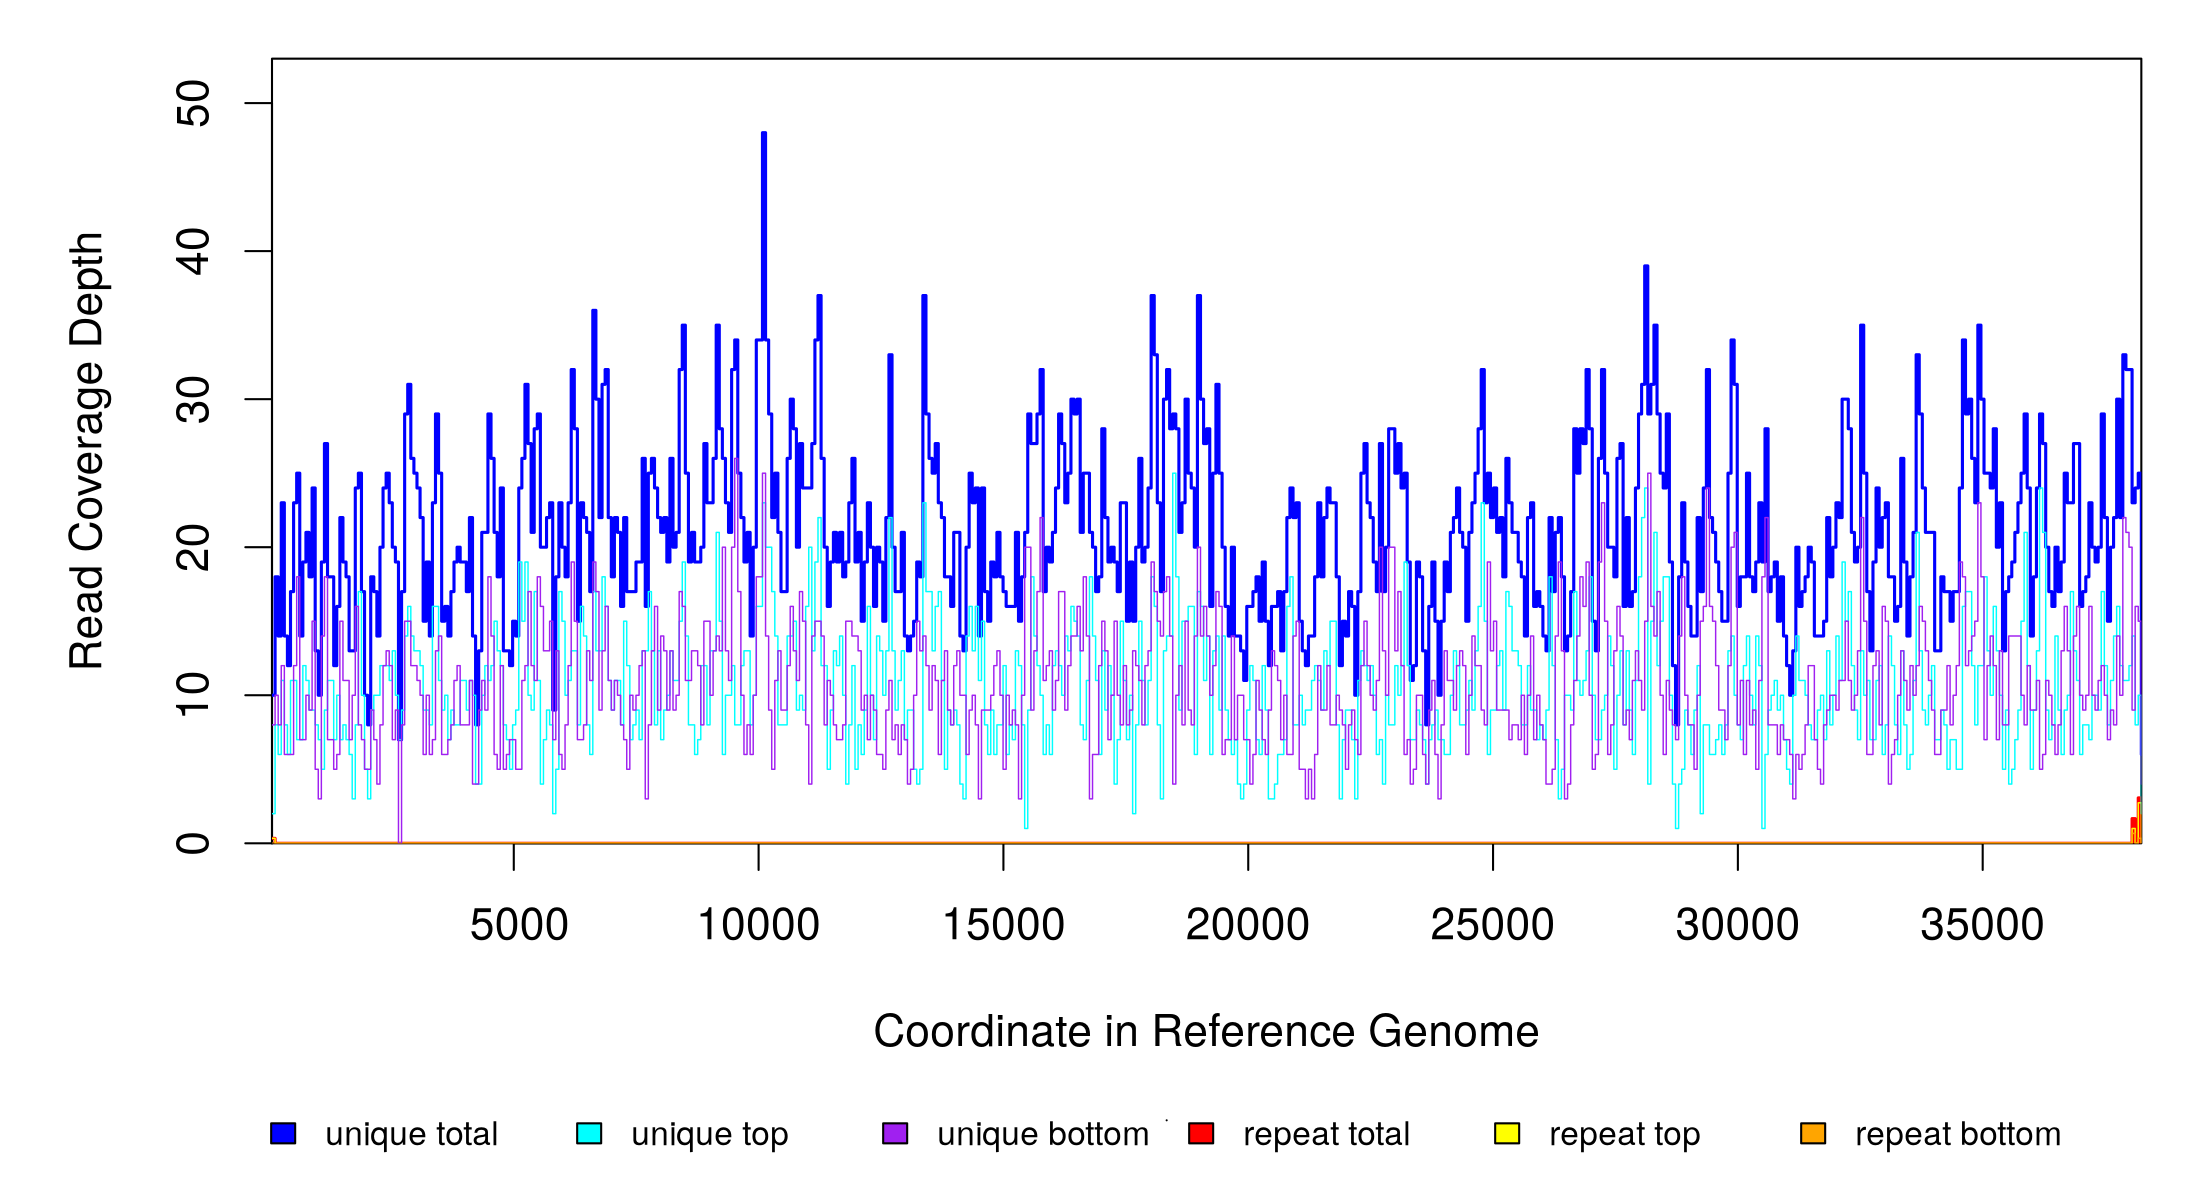 Read Coverage Depth
50
40
30
20
10
0
5000 10000 15000 20000 25000 30000 35000
Coordinate in Reference Genome
unique total unique top unique bottom repeat total repeat top repeat bottom